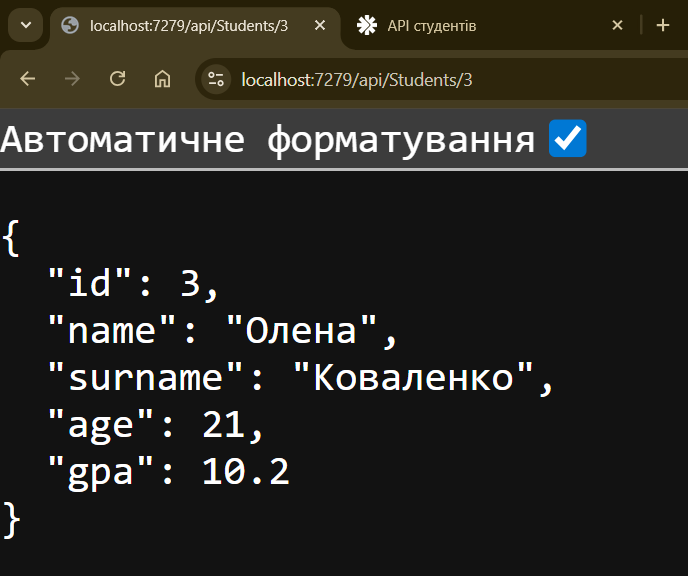 localhost:7279/api/Students/3
API студентів
localhost:7279/api/Students/3
Автоматичне форматування
{
"id": 3,
"name": "Олена",
"surname": "Коваленко",
"age": 21,
"gpa": 10.2
}